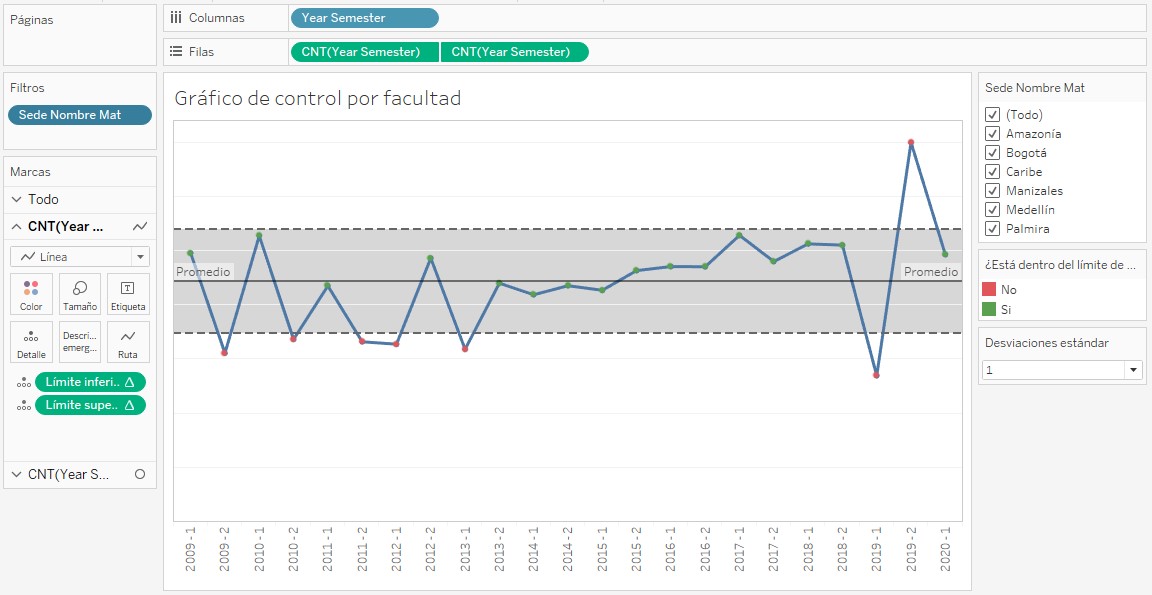 Páginas
Columnas
Year Semester
Filas
CNT(Year Semester)
CNT(Year Semester)
Filtros
Sede Nombre Mat
Marcas
Todo
CNT(Year ...
Línea
Color
Tamaño
Etiqueta
Detalle
Descri...
emerg...
Ruta
Límite inferi.. Δ
Límite supe.. Δ
CNT(Year S...
Gráfico de control por facultad
Promedio
Promedio
2009 - 1
2009 - 2
2010 - 1
2010 - 2
2011 - 1
2011 - 2
2012 - 1
2012 - 2
2013 - 1
2013 - 2
2014 - 1
2014 - 2
2015 - 1
2015 - 2
2016 - 1
2016 - 2
2017 - 1
2017 - 2
2018 - 1
2018 - 2
2019 - 1
2019 - 2
2020 - 1
Sede Nombre Mat
(Todo)
Amazonía
Bogotá
Caribe
Manizales
Medellín
Palmira
¿Está dentro del límite de ...
No
Si
Desviaciones estándar
1